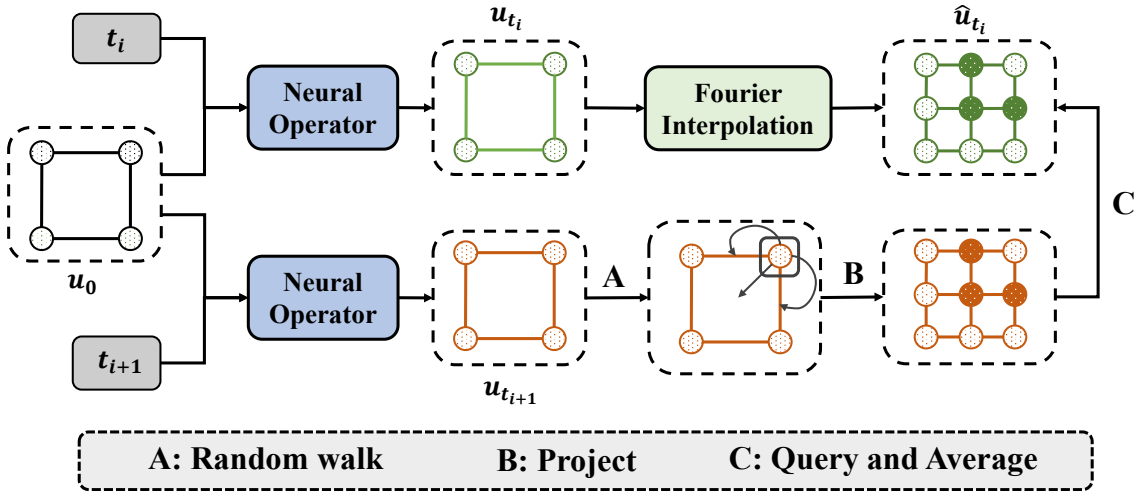 t_i
u_{t_i}
û_{t_i}
Neural
Operator
Fourier
Interpolation
u_0
C
Neural
Operator
A
B
t_{i+1}
u_{t_{i+1}}
A: Random walk B: Project C: Query and Average